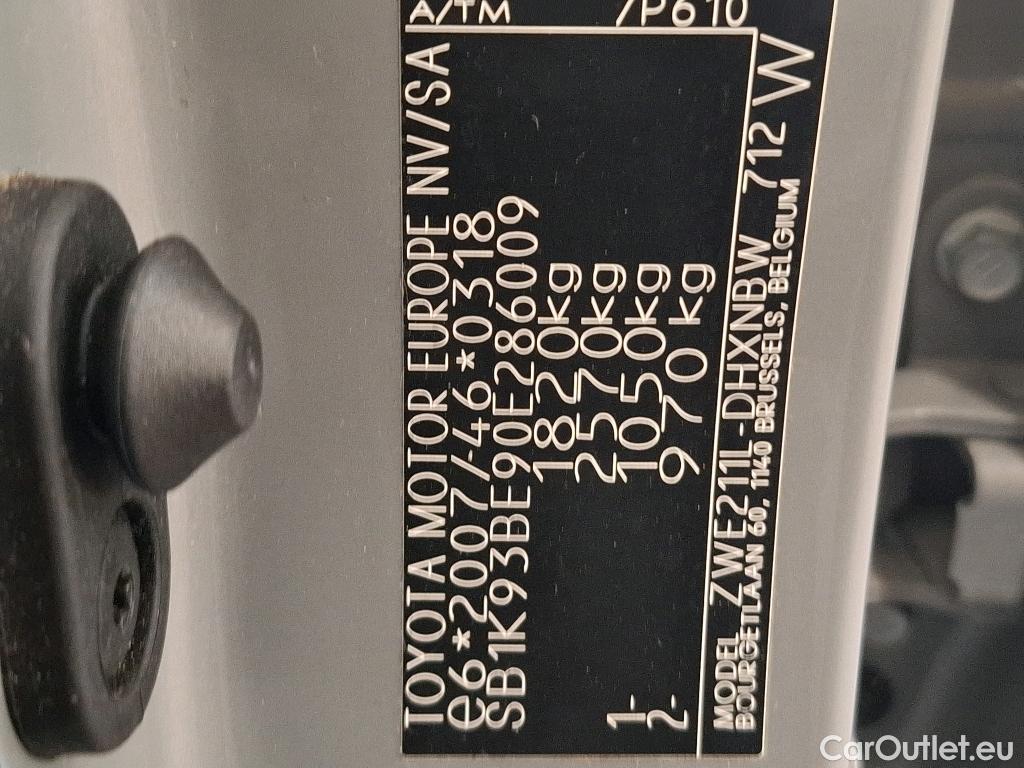 TOYOTA MOTOR EUROPE NV/SA
e6*2007/46*0318
SB1K93BE90E286009
1820kg
2570kg
1- 1050kg
2- 970kg
MODEL ZWE211L-DHXNBW 712 W
BOURGETLAAN 60, 1140 BRUSSELS, BELGIUM
A/TM /P610
CarOutlet.eu